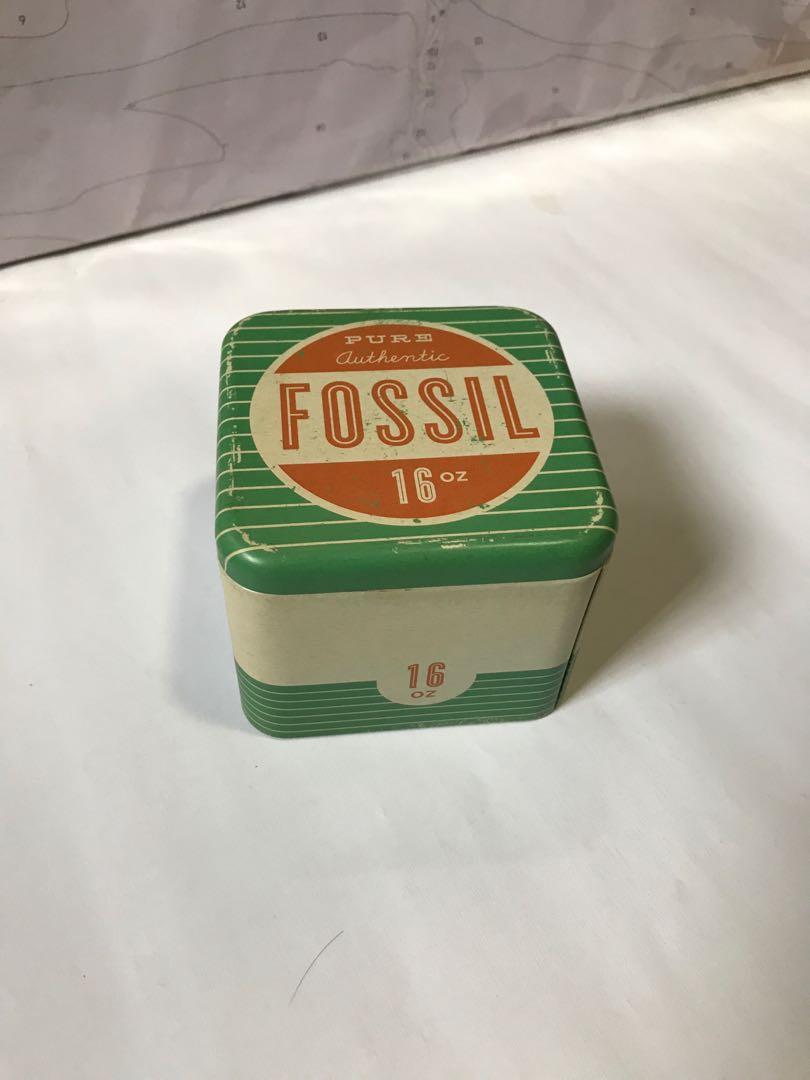 PURE
Authentic
FOSSIL
16 OZ
16
OZ